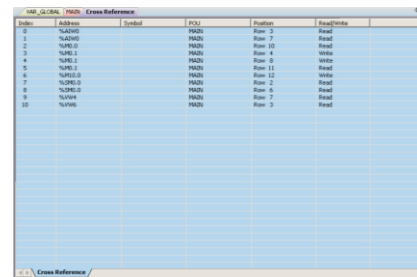 VAR_GLOBAL MAIN Cross Reference
Index Address Symbol POU Position Read/Write
0 %AIW0 MAIN Row 3 Read
1 %AIW0 MAIN Row 7 Read
2 %M0.0 MAIN Row 10 Read
3 %M0.1 MAIN Row 4 Write
4 %M0.1 MAIN Row 8 Write
5 %M0.1 MAIN Row 11 Read
6 %M10.0 MAIN Row 12 Write
7 %SM0.0 MAIN Row 2 Read
8 %SM0.0 MAIN Row 6 Read
9 %VW4 MAIN Row 7 Read
10 %VW6 MAIN Row 3 Read
Cross Reference